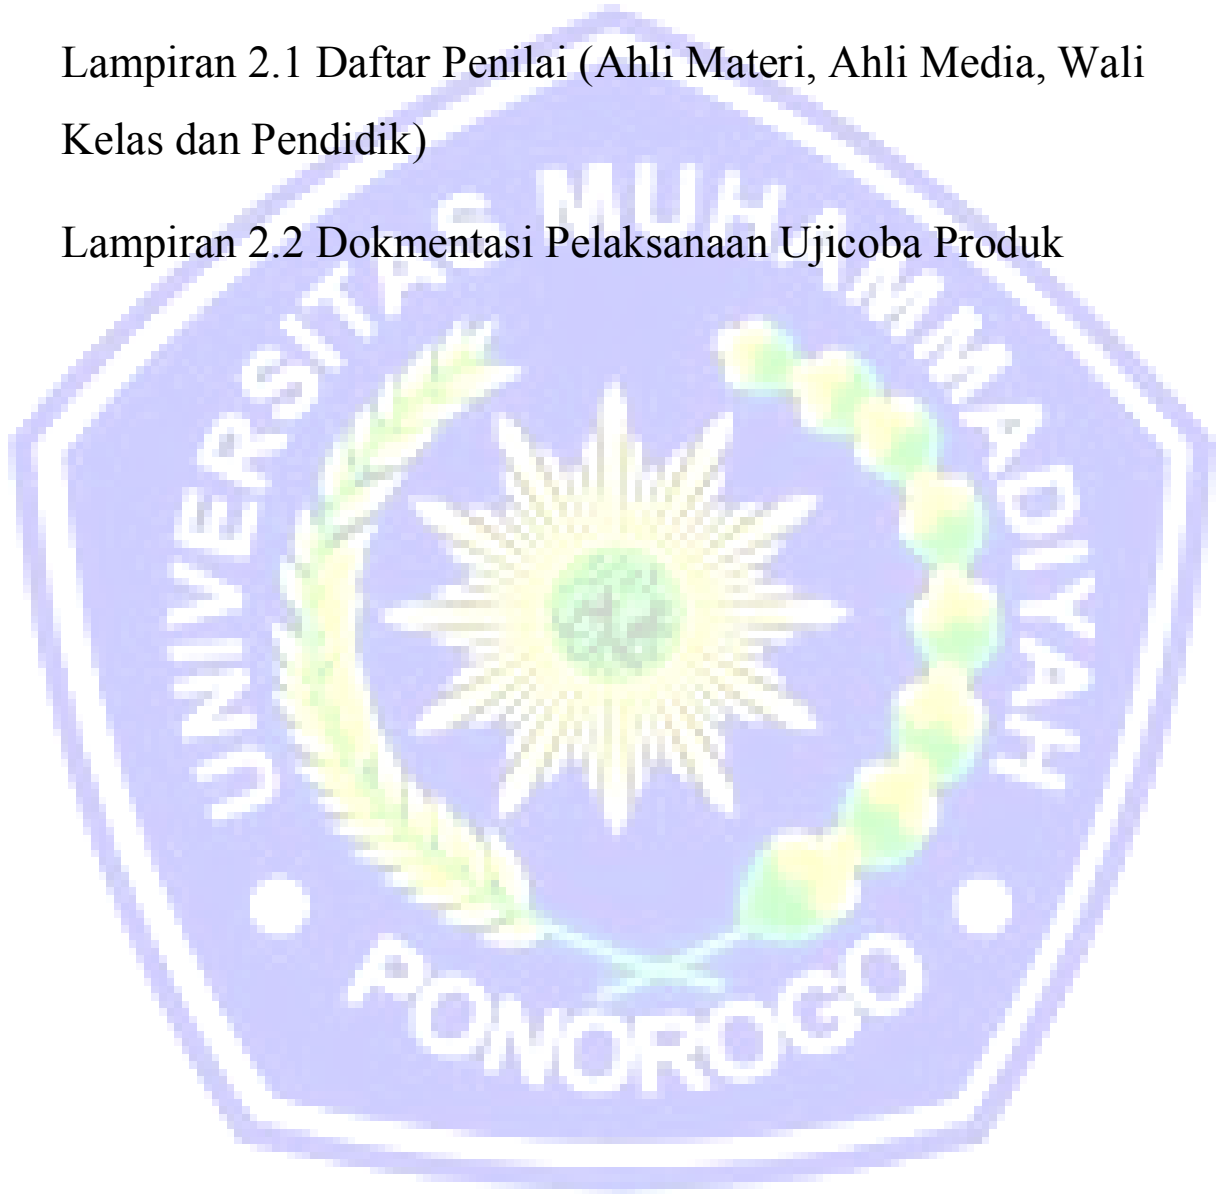 Lampiran 2.1 Daftar Penilai (Ahli Materi, Ahli Media, Wali
Kelas dan Pendidik)
Lampiran 2.2 Dokmentasi Pelaksanaan Ujicoba Produk
UNIVERSITAS MUHAMMADIYAH
PONOROGO